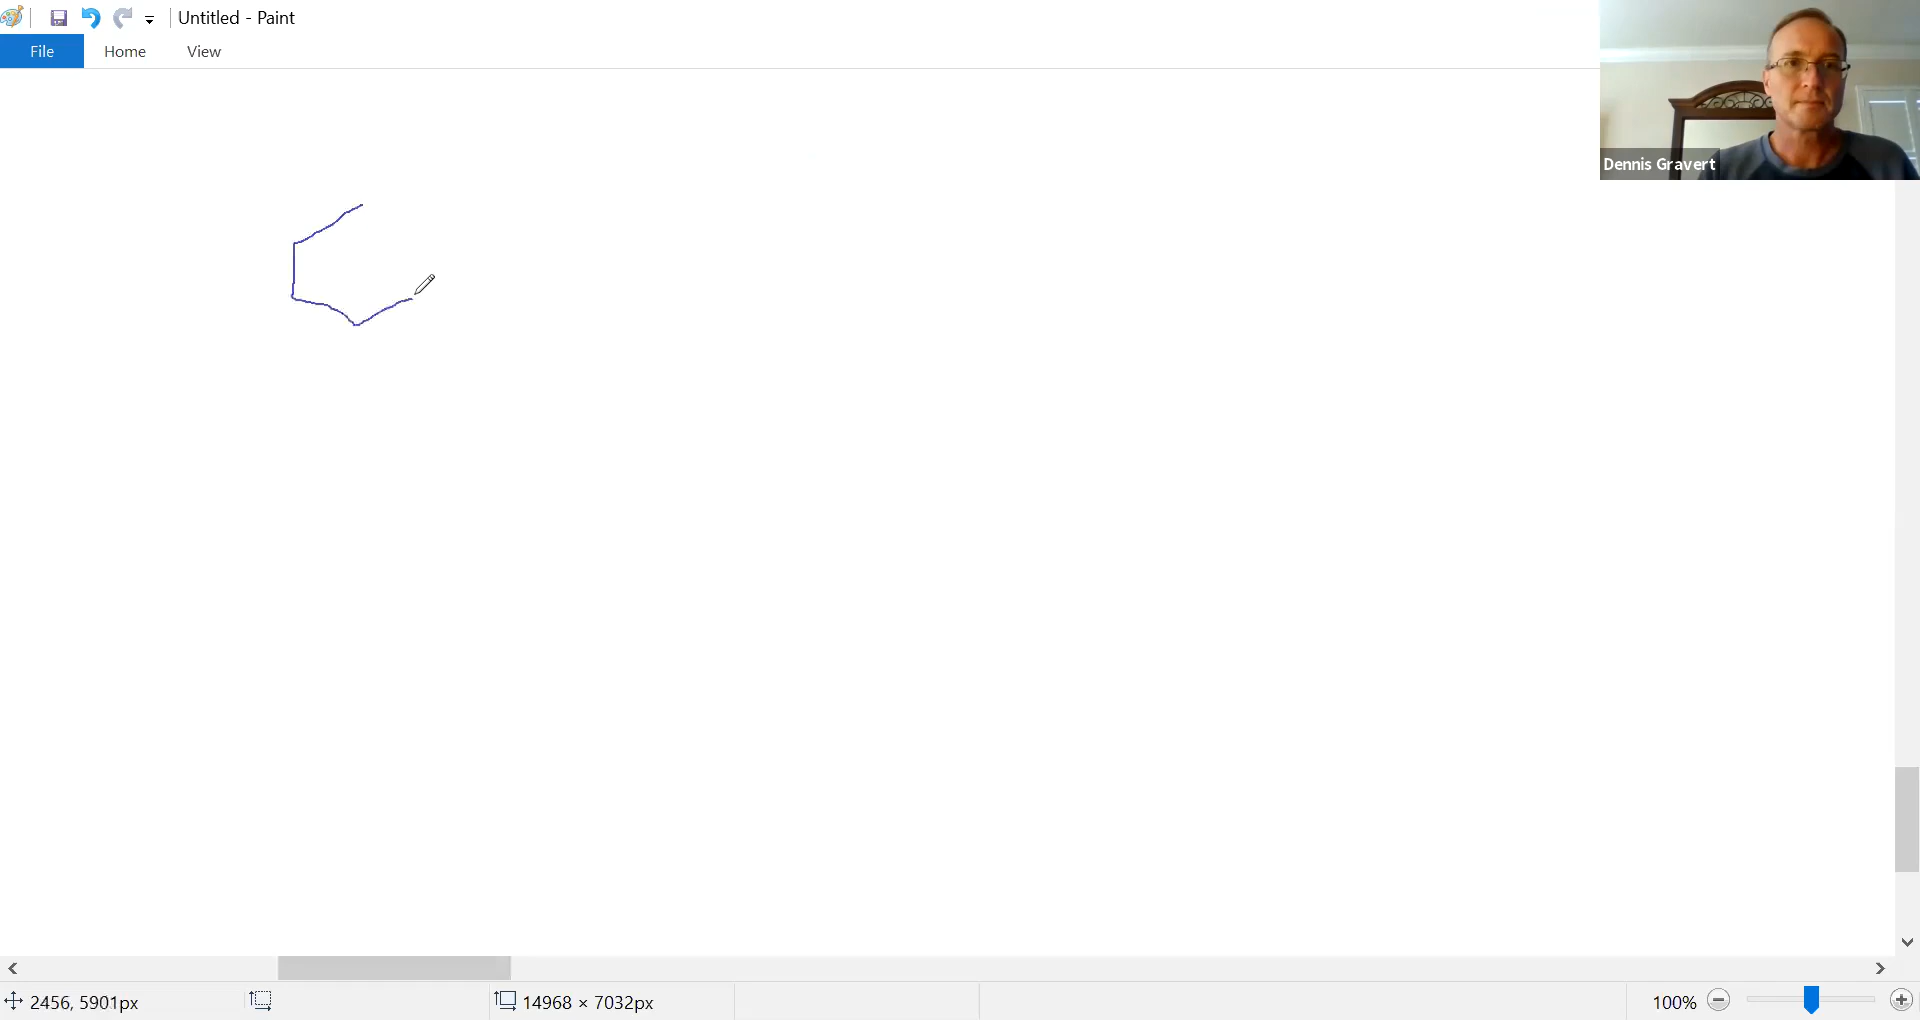 Untitled - Paint
File Home View
Dennis Gravert
2456, 5901px 14968 × 7032px 100%